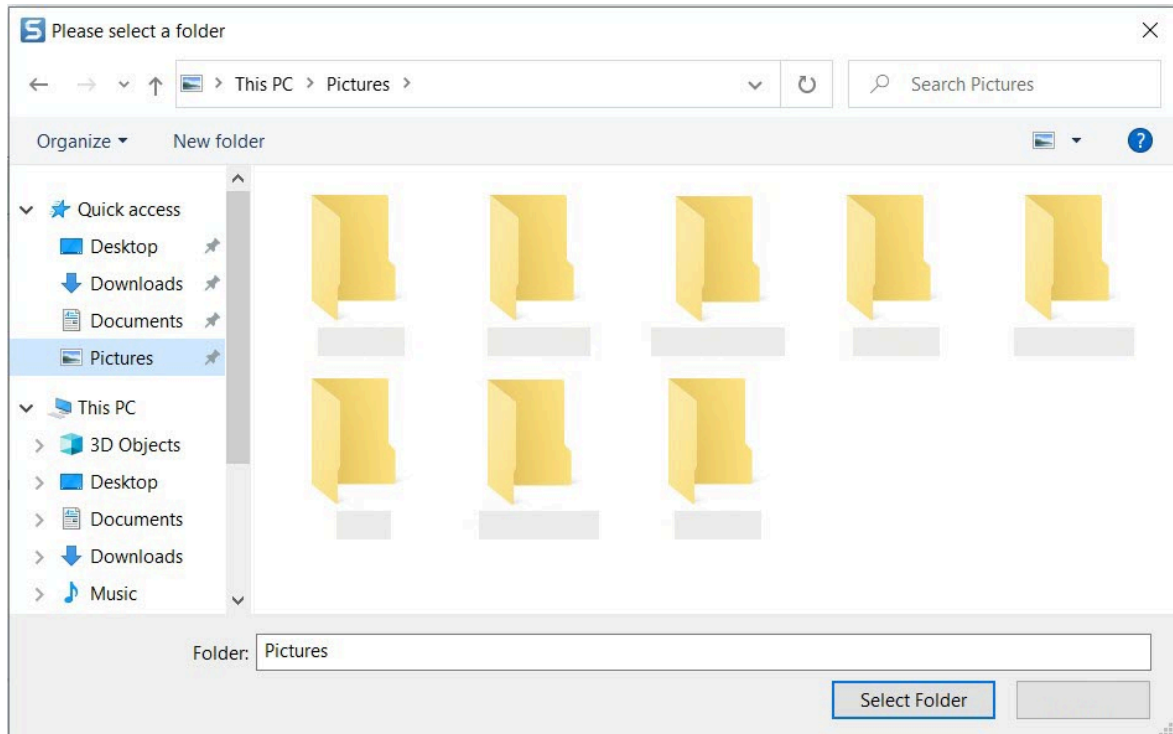 Please select a folder
This PC > Pictures >
Search Pictures
Organize
New folder
Quick access
Desktop
Downloads
Documents
Pictures
This PC
3D Objects
Desktop
Documents
Downloads
Music
Folder: Pictures
Select Folder